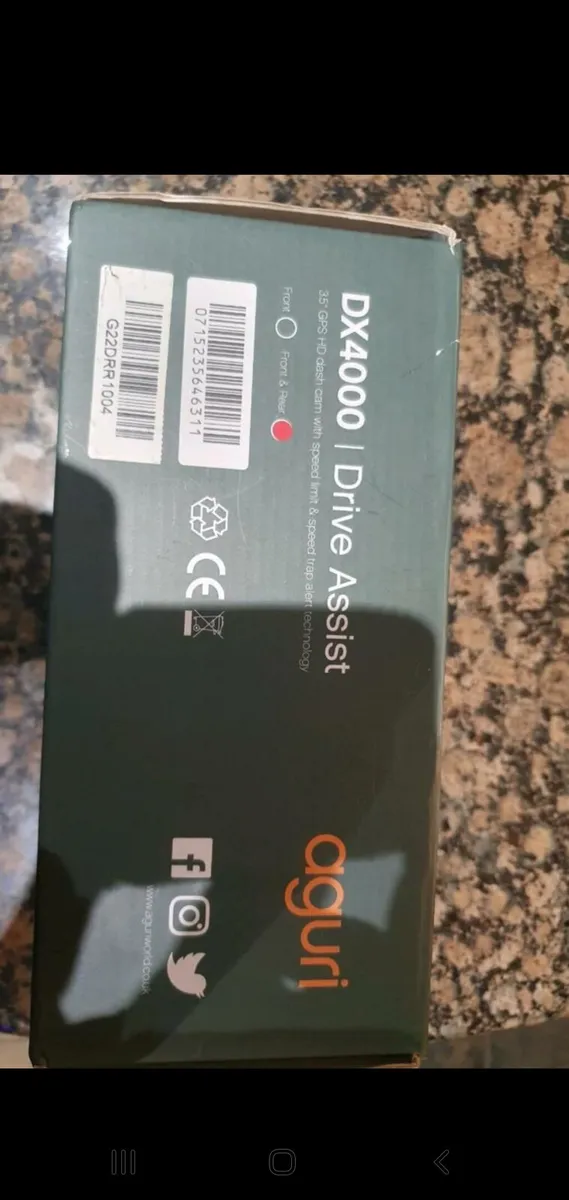 DX4000 | Drive Assist
3.5" GPS HD dash cam with speed limit & speed trap alert technology
Front Front & Rear
0715235646311
G22DRR1004
CE
aguri
www.aguriworld.co.uk